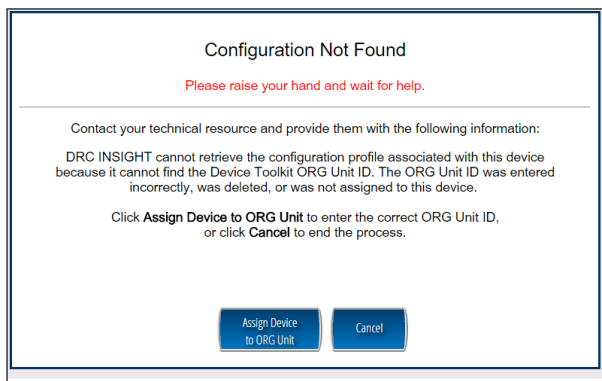 Configuration Not Found
Please raise your hand and wait for help.
Contact your technical resource and provide them with the following information:
DRC INSIGHT cannot retrieve the configuration profile associated with this device
because it cannot find the Device Toolkit ORG Unit ID. The ORG Unit ID was entered
incorrectly, was deleted, or was not assigned to this device.
Click Assign Device to ORG Unit to enter the correct ORG Unit ID,
or click Cancel to end the process.
Assign Device
to ORG Unit
Cancel